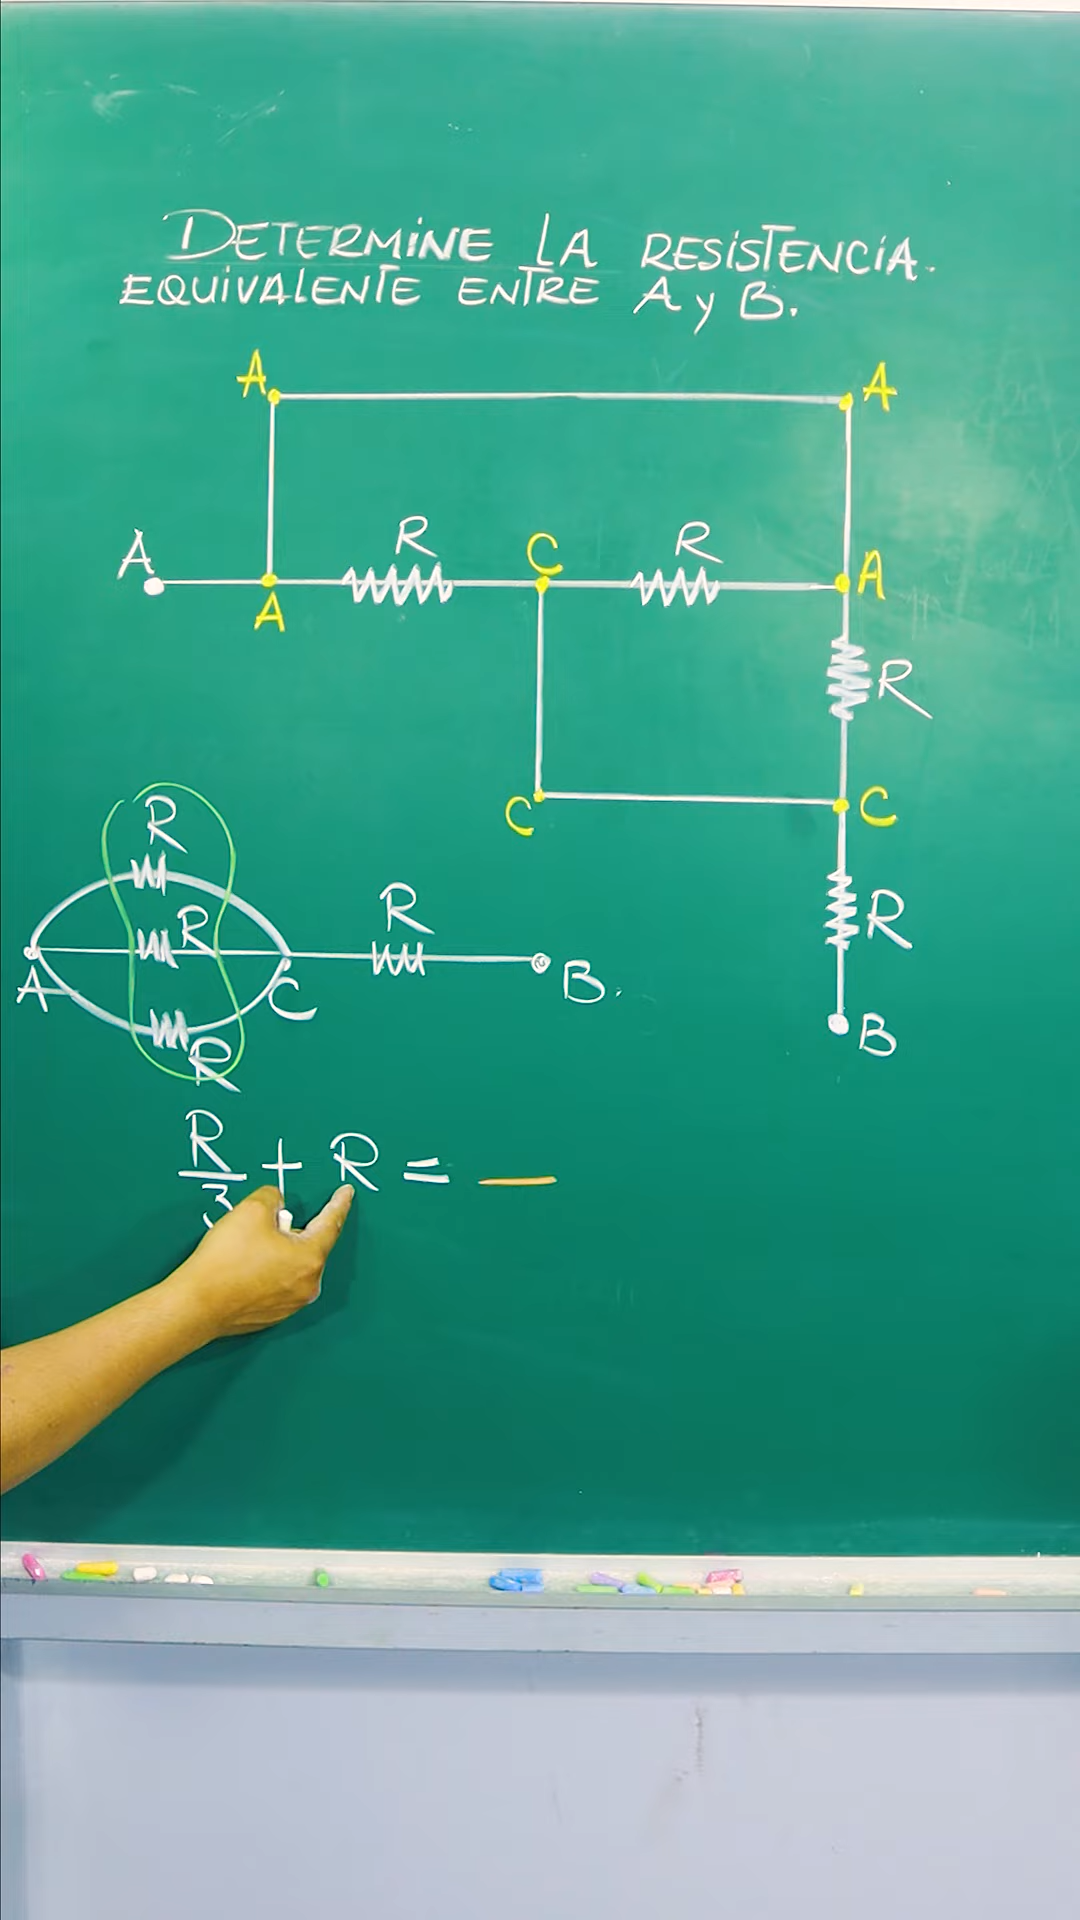 DETERMINE LA RESISTENCIA.
EQUIVALENTE ENTRE A y B.
A A
A R C R A
A
R
C C
R
B
R
R R
A C B.
R
R/3 + R =